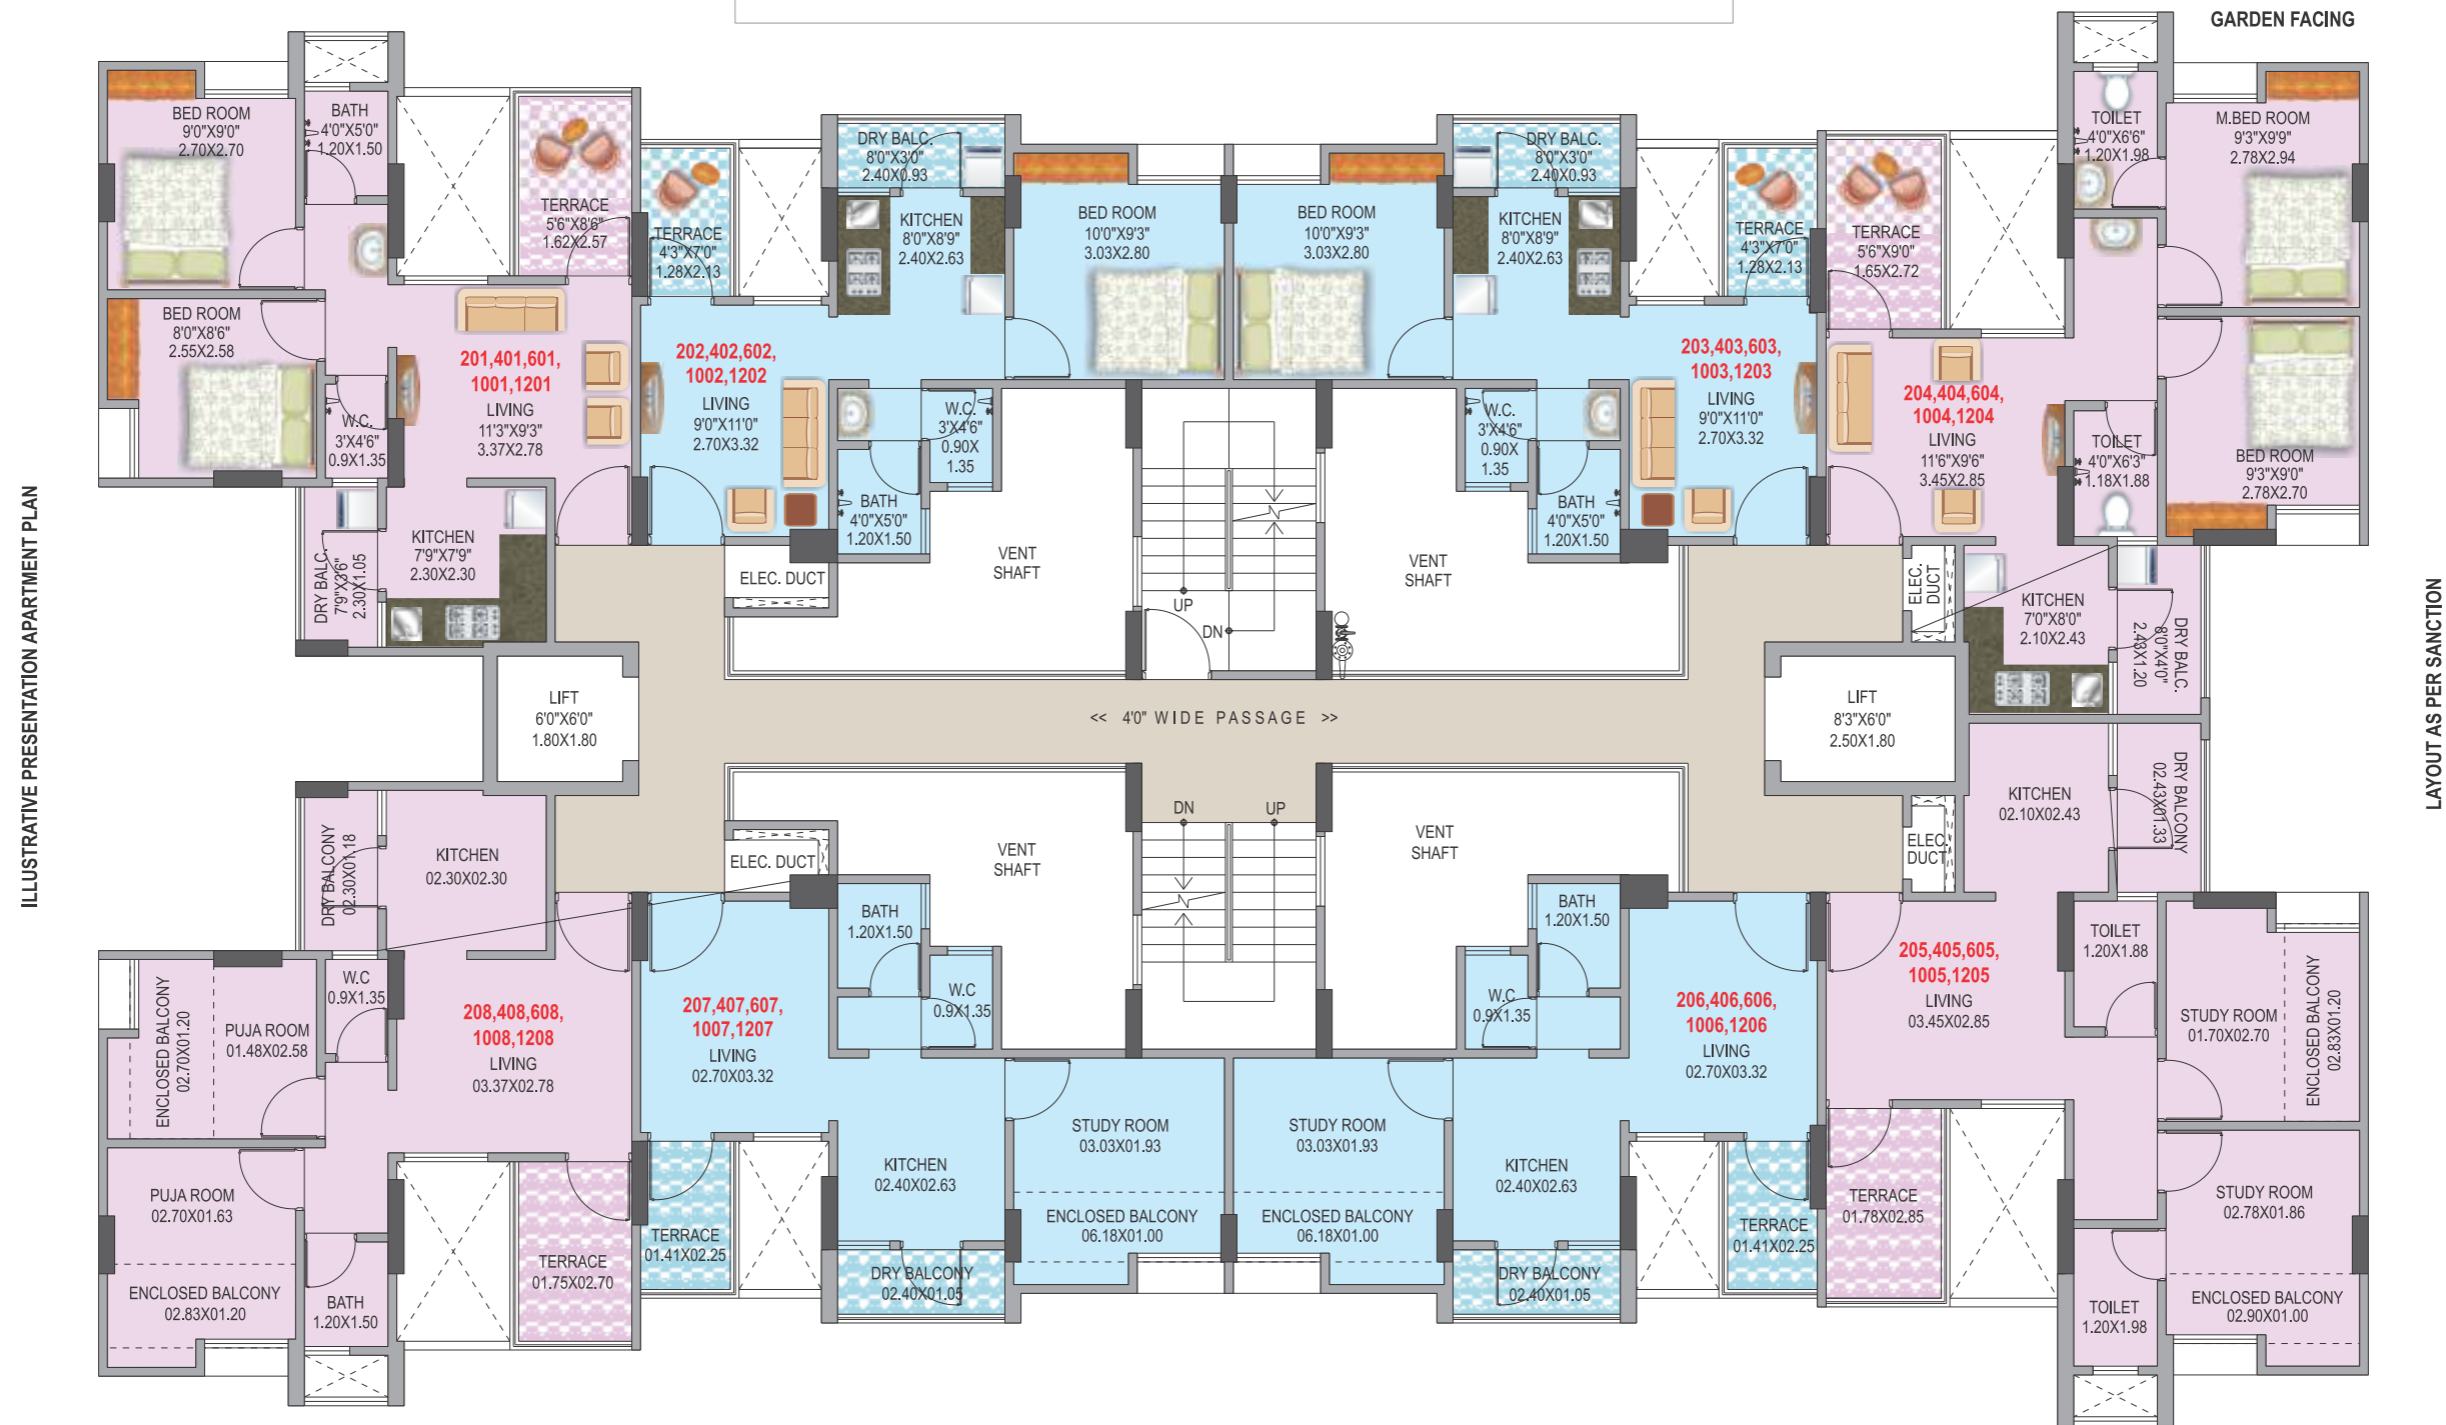 GARDEN FACING
ILLUSTRATIVE PRESENTATION APARTMENT PLAN
LAYOUT AS PER SANCTION
BED ROOM
9'0"X9'0"
2.70X2.70
BATH
4'0"X5'0"
1.20X1.50
TERRACE
5'6"X8'6"
1.62X2.57
BED ROOM
8'0"X8'6"
2.55X2.58
W.C.
3'X4'6"
0.9X1.35
201,401,601,
1001,1201
LIVING
11'3"X9'3"
3.37X2.78
KITCHEN
7'9"X7'9"
2.30X2.30
DRY BALC.
7'9"X3'6"
2.30X1.05
TERRACE
4'3"X7'0"
1.28X2.13
202,402,602,
1002,1202
LIVING
9'0"X11'0"
2.70X3.32
DRY BALC.
8'0"X3'0"
2.40X0.93
KITCHEN
8'0"X8'9"
2.40X2.63
BED ROOM
10'0"X9'3"
3.03X2.80
W.C.
3'X4'6"
0.90X
1.35
BATH
4'0"X5'0"
1.20X1.50
ELEC. DUCT
VENT
SHAFT
UP
DN
BED ROOM
10'0"X9'3"
3.03X2.80
DRY BALC.
8'0"X3'0"
2.40X0.93
KITCHEN
8'0"X8'9"
2.40X2.63
W.C.
3'X4'6"
0.90X
1.35
BATH
4'0"X5'0"
1.20X1.50
VENT
SHAFT
TERRACE
4'3"X7'0"
1.28X2.13
203,403,603,
1003,1203
LIVING
9'0"X11'0"
2.70X3.32
TERRACE
5'6"X9'0"
1.65X2.72
204,404,604,
1004,1204
LIVING
11'6"X9'6"
3.45X2.85
TOILET
4'0"X6'6"
1.20X1.98
M.BED ROOM
9'3"X9'9"
2.78X2.94
TOILET
4'0"X6'3"
1.18X1.88
BED ROOM
9'3"X9'0"
2.78X2.70
ELEC.
DUCT
KITCHEN
7'0"X8'0"
2.10X2.43
DRY BALC.
8'0"X4'0"
2.43X1.20
LIFT
6'0"X6'0"
1.80X1.80
<< 4'0" WIDE PASSAGE >>
LIFT
8'3"X6'0"
2.50X1.80
DRY BALCONY
02.30X01.18
KITCHEN
02.30X02.30
ELEC. DUCT
VENT
SHAFT
DN
UP
VENT
SHAFT
ELEC.
DUCT
KITCHEN
02.10X02.43
DRY BALCONY
02.43X01.33
ENCLOSED BALCONY
02.70X01.20
PUJA ROOM
01.48X02.58
W.C
0.9X1.35
208,408,608,
1008,1208
LIVING
03.37X02.78
PUJA ROOM
02.70X01.63
ENCLOSED BALCONY
02.83X01.20
BATH
1.20X1.50
TERRACE
01.75X02.70
207,407,607,
1007,1207
LIVING
02.70X03.32
TERRACE
01.41X02.25
BATH
1.20X1.50
W.C
0.9X1.35
KITCHEN
02.40X02.63
DRY BALCONY
02.40X01.05
STUDY ROOM
03.03X01.93
ENCLOSED BALCONY
06.18X01.00
STUDY ROOM
03.03X01.93
ENCLOSED BALCONY
06.18X01.00
BATH
1.20X1.50
W.C
0.9X1.35
KITCHEN
02.40X02.63
DRY BALCONY
02.40X01.05
206,406,606,
1006,1206
LIVING
02.70X03.32
TERRACE
01.41X02.25
205,405,605,
1005,1205
LIVING
03.45X02.85
TERRACE
01.78X02.85
TOILET
1.20X1.88
STUDY ROOM
01.70X02.70
ENCLOSED BALCONY
02.83X01.20
STUDY ROOM
02.78X01.86
ENCLOSED BALCONY
02.90X01.00
TOILET
1.20X1.98